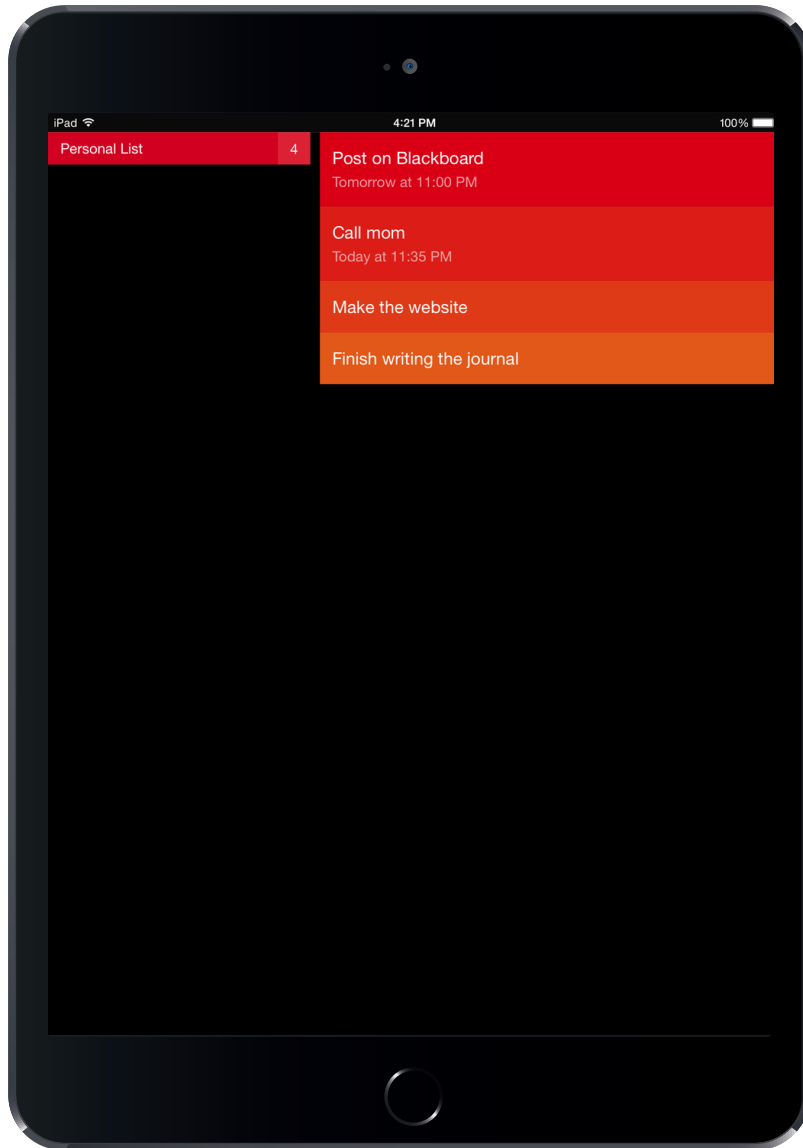 iPad
4:21 PM
100%
Personal List
4
Post on Blackboard
Tomorrow at 11:00 PM
Call mom
Today at 11:35 PM
Make the website
Finish writing the journal